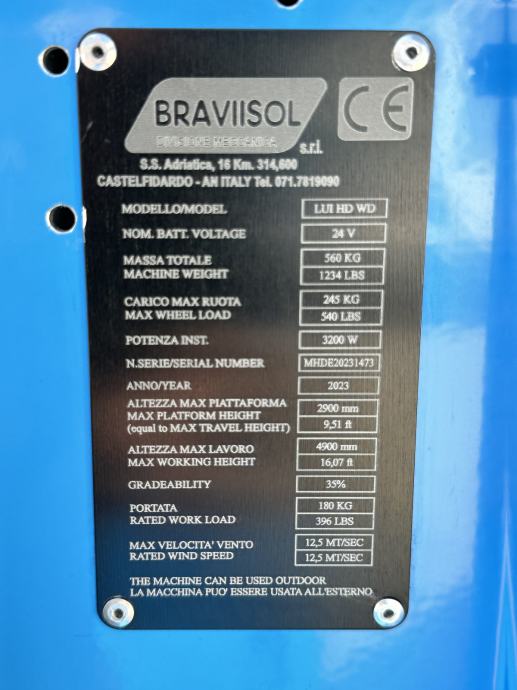 BRAVIISOL
DIVISIONE MECCANICA
s.r.l.
CE
S.S. Adriatica, 16 Km. 314,600
CASTELFIDARDO - AN ITALY Tel. 071.7819090
MODELLO/MODEL LUI HD WD
NOM. BATT. VOLTAGE 24 V
MASSA TOTALE 560 KG
MACHINE WEIGHT 1234 LBS
CARICO MAX RUOTA 245 KG
MAX WHEEL LOAD 540 LBS
POTENZA INST. 3200 W
N.SERIE/SERIAL NUMBER MHDE20231473
ANNO/YEAR 2023
ALTEZZA MAX PIATTAFORMA 2900 mm
MAX PLATFORM HEIGHT 9,51 ft
(equal to MAX TRAVEL HEIGHT)
ALTEZZA MAX LAVORO 4900 mm
MAX WORKING HEIGHT 16,07 ft
GRADEABILITY 35%
PORTATA 180 KG
RATED WORK LOAD 396 LBS
MAX VELOCITA' VENTO 12,5 MT/SEC
RATED WIND SPEED 12,5 MT/SEC
THE MACHINE CAN BE USED OUTDOOR
LA MACCHINA PUO' ESSERE USATA ALL'ESTERNO